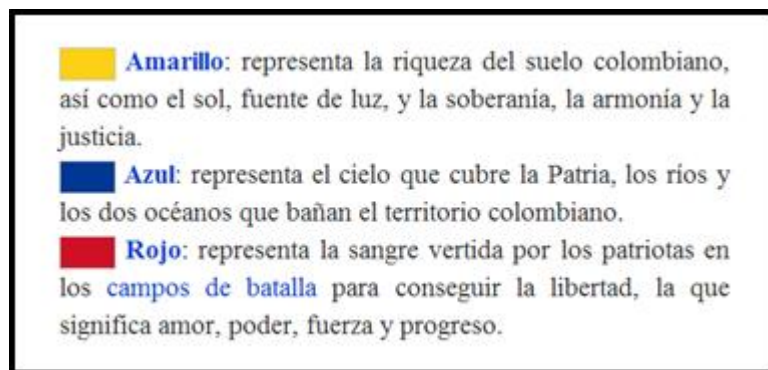 Amarillo: representa la riqueza del suelo colombiano,
así como el sol, fuente de luz, y la soberanía, la armonía y la
justicia.
Azul: representa el cielo que cubre la Patria, los ríos y
los dos océanos que bañan el territorio colombiano.
Rojo: representa la sangre vertida por los patriotas en
los campos de batalla para conseguir la libertad, la que
significa amor, poder, fuerza y progreso.